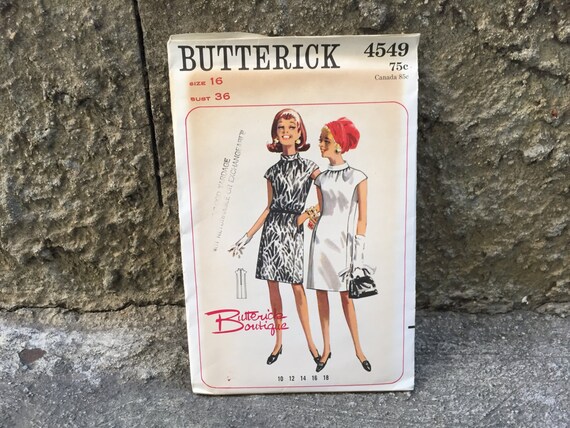 BUTTERICK 4549
75c
Canada 85c
SIZE 16
BUST 36
Butterick
Boutique
10 12 14 16 18